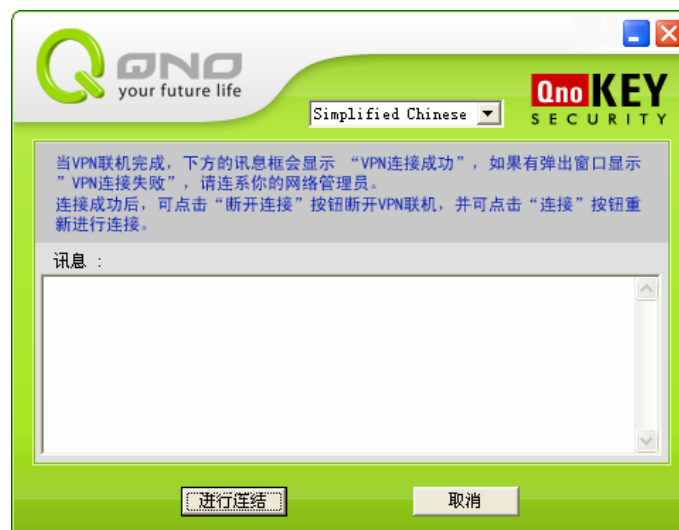 QNO
your future life
Simplified Chinese
Qno KEY
SECURITY
当VPN联机完成，下方的讯息框会显示 “VPN连接成功”，如果有弹出窗口显示
”VPN连接失败”，请连系你的网络管理员。
连接成功后，可点击“断开连接”按钮断开VPN联机，并可点击“连接”按钮重
新进行连接。
讯息 :
进行连结
取消